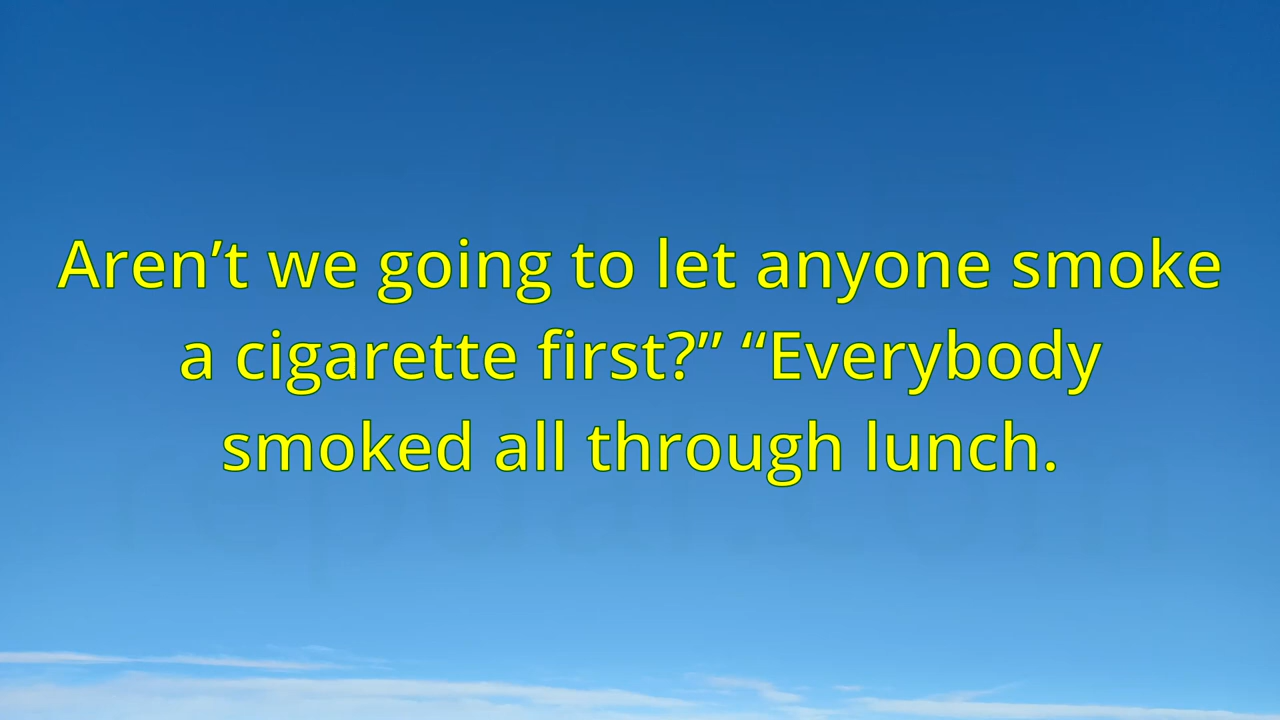 Aren’t we going to let anyone smoke
a cigarette first?” “Everybody
smoked all through lunch.